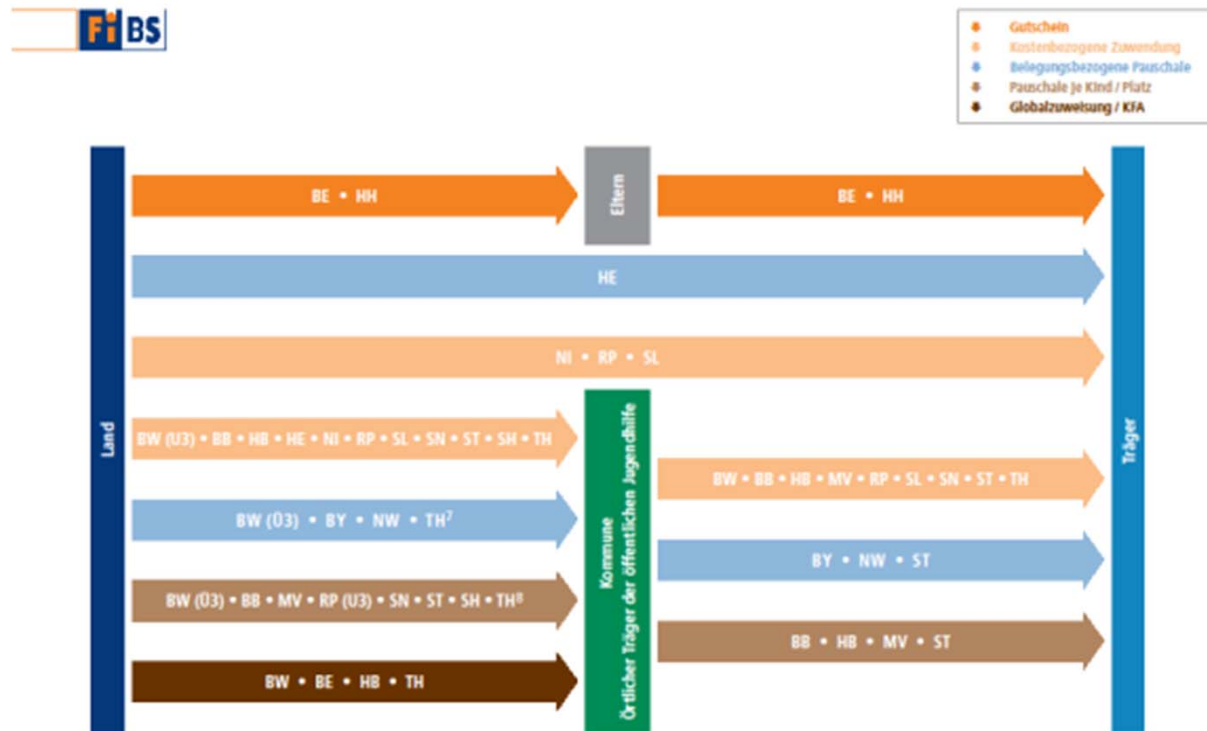 FiBS
Gutschein
Kostenbezogene Zuwendung
Belegungsbezogene Pauschale
Pauschale je Kind / Platz
Globalzuweisung / KFA
Land
Eltern
Träger
BE • HH
BE • HH
HE
NI • RP • SL
Kommune
Örtlicher Träger der öffentlichen Jugendhilfe
BW (U3) • BB • HB • HE • NI • RP • SL • SN • ST • SH • TH
BW • BB • HB • MV • RP • SL • SN • ST • TH
BW (Ü3) • BY • NW • TH⁷
BY • NW • ST
BW (Ü3) • BB • MV • RP (U3) • SN • ST • SH • TH⁸
BB • HB • MV • ST
BW • BE • HB • TH